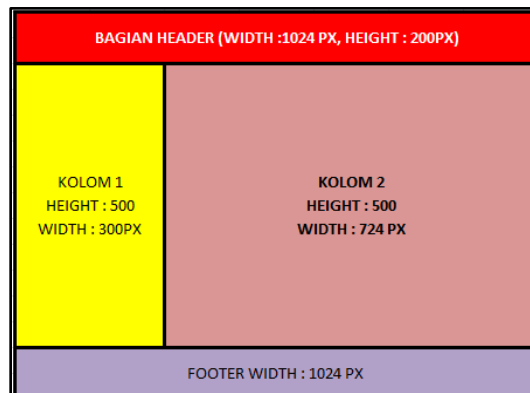 BAGIAN HEADER (WIDTH :1024 PX, HEIGHT : 200PX)
KOLOM 1
HEIGHT : 500
WIDTH : 300PX
KOLOM 2
HEIGHT : 500
WIDTH : 724 PX
FOOTER WIDTH : 1024 PX